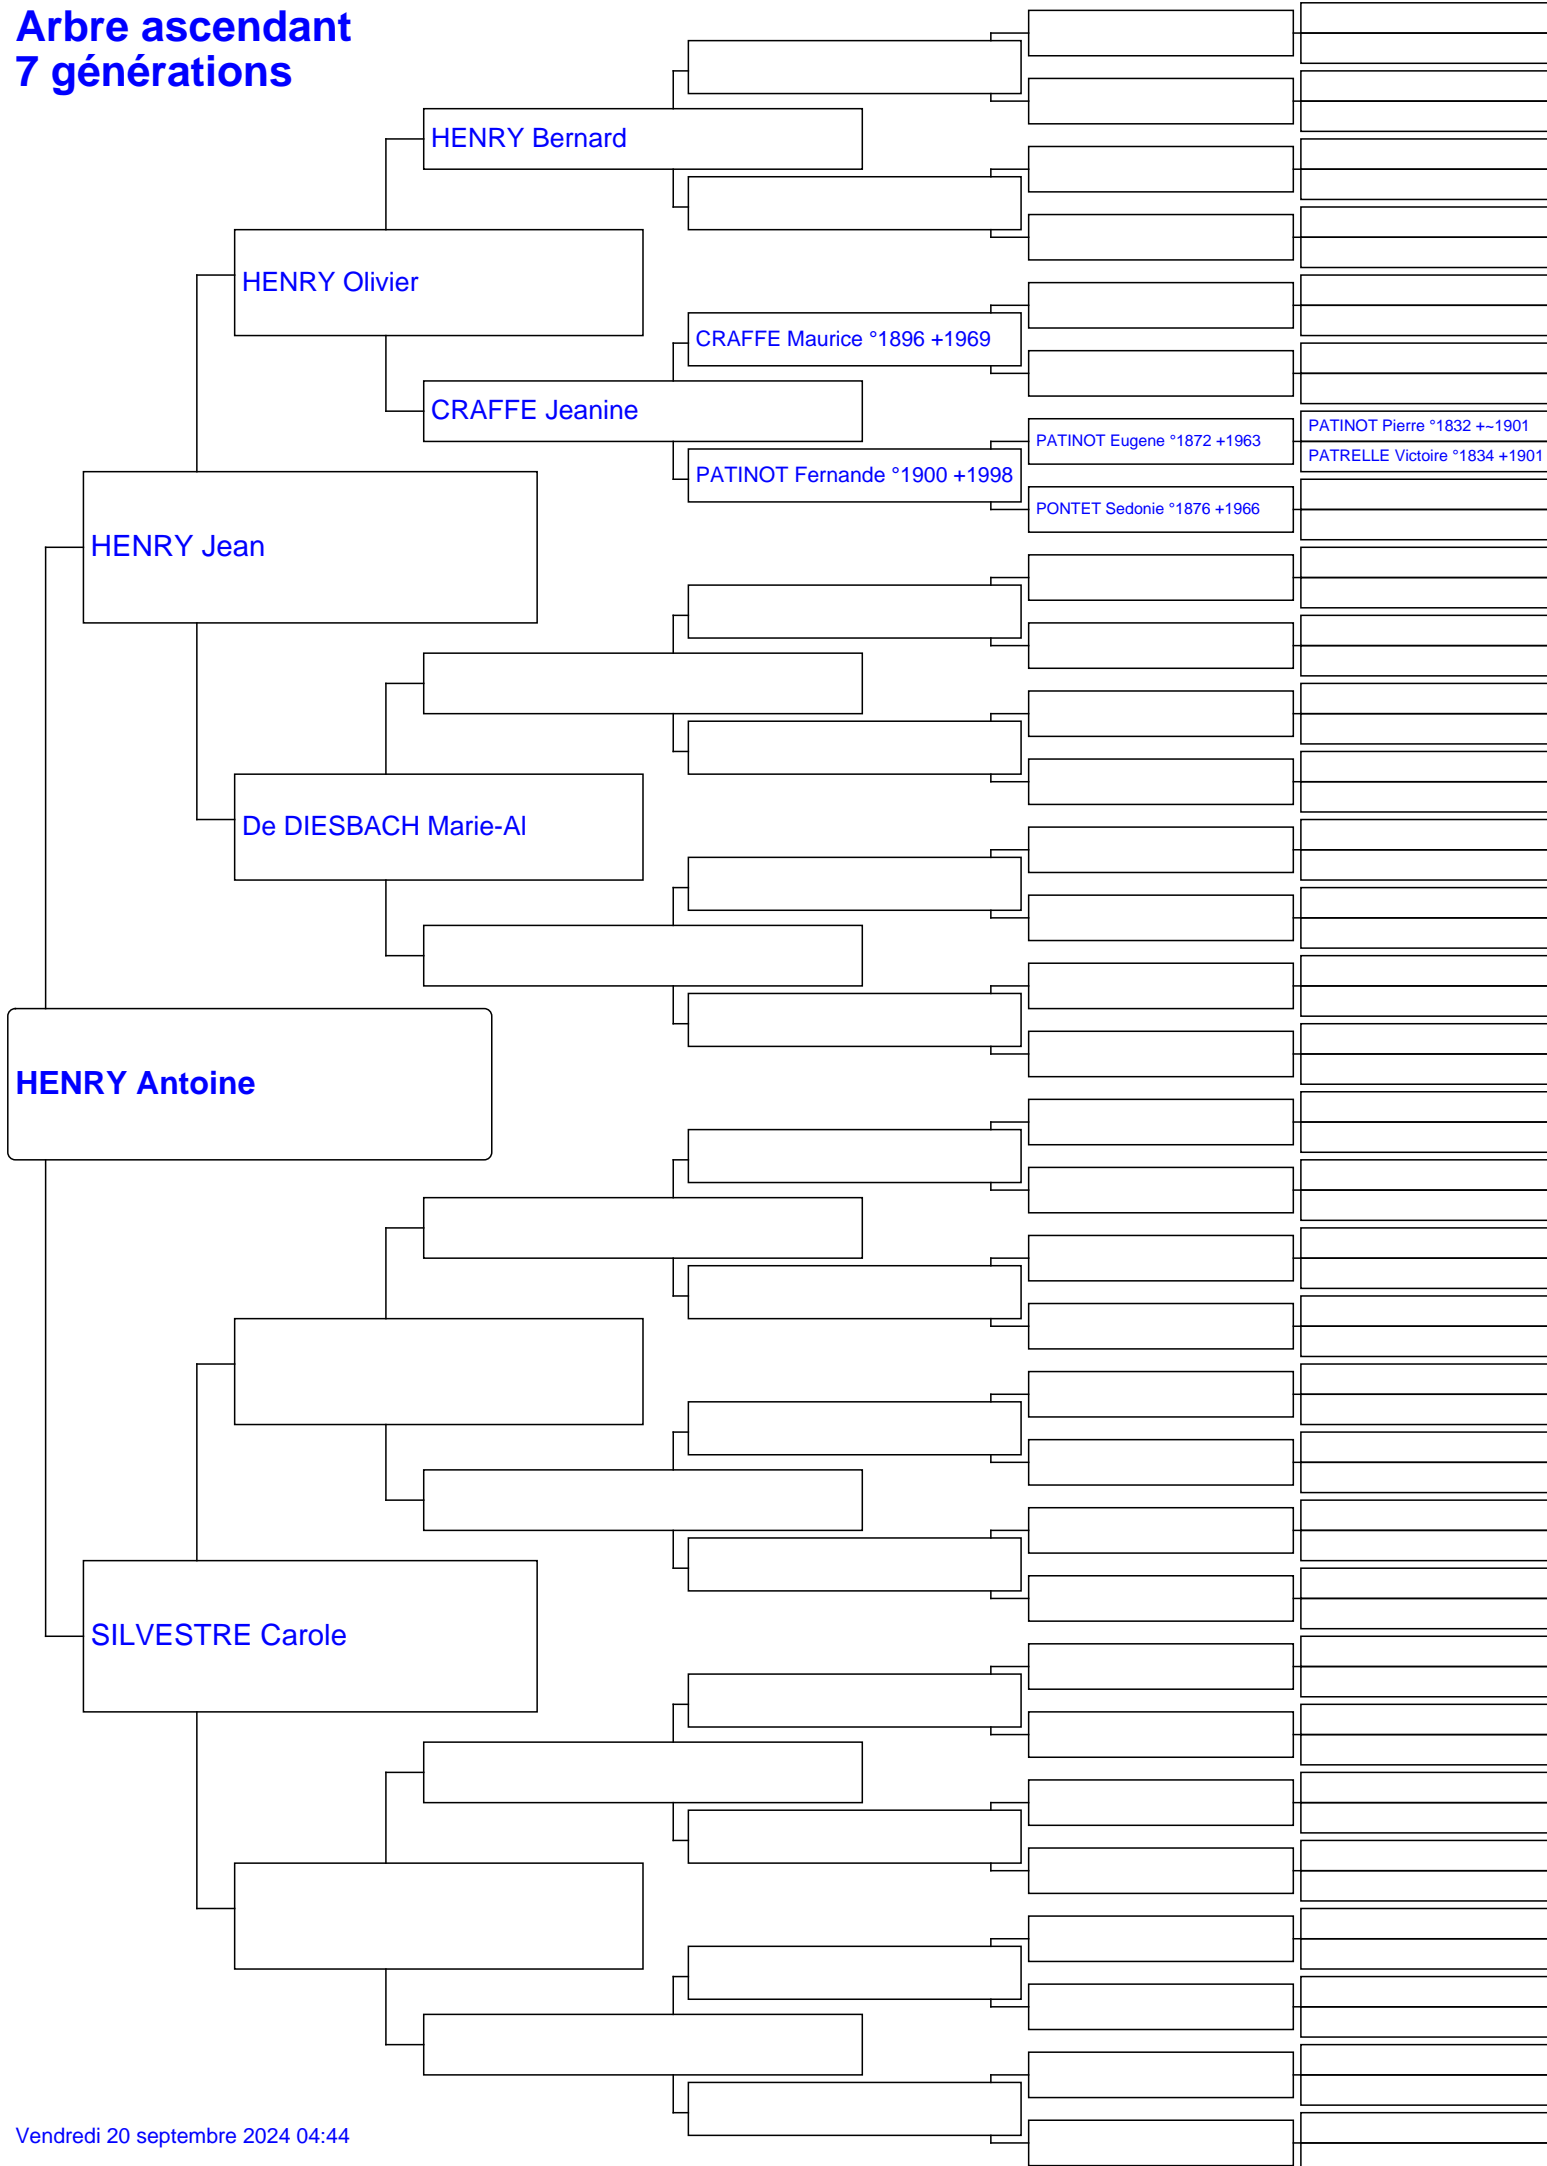 Arbre ascendant
7 générations
HENRY Bernard
HENRY Olivier
CRAFFE Maurice °1896 +1969
CRAFFE Jeanine
PATINOT Pierre °1832 +~1901
PATINOT Eugene °1872 +1963
PATRELLE Victoire °1834 +1901
PATINOT Fernande °1900 +1998
PONTET Sedonie °1876 +1966
HENRY Jean
De DIESBACH Marie-Al
HENRY Antoine
SILVESTRE Carole
Vendredi 20 septembre 2024 04:44